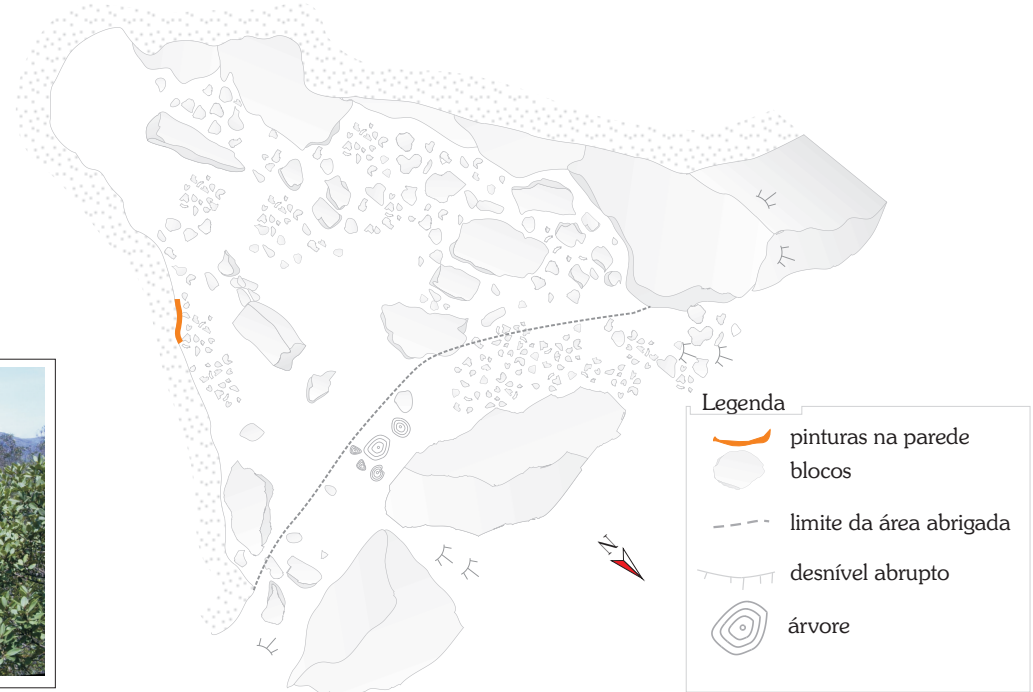 N
Legenda
pinturas na parede
blocos
limite da área abrigada
desnível abrupto
árvore